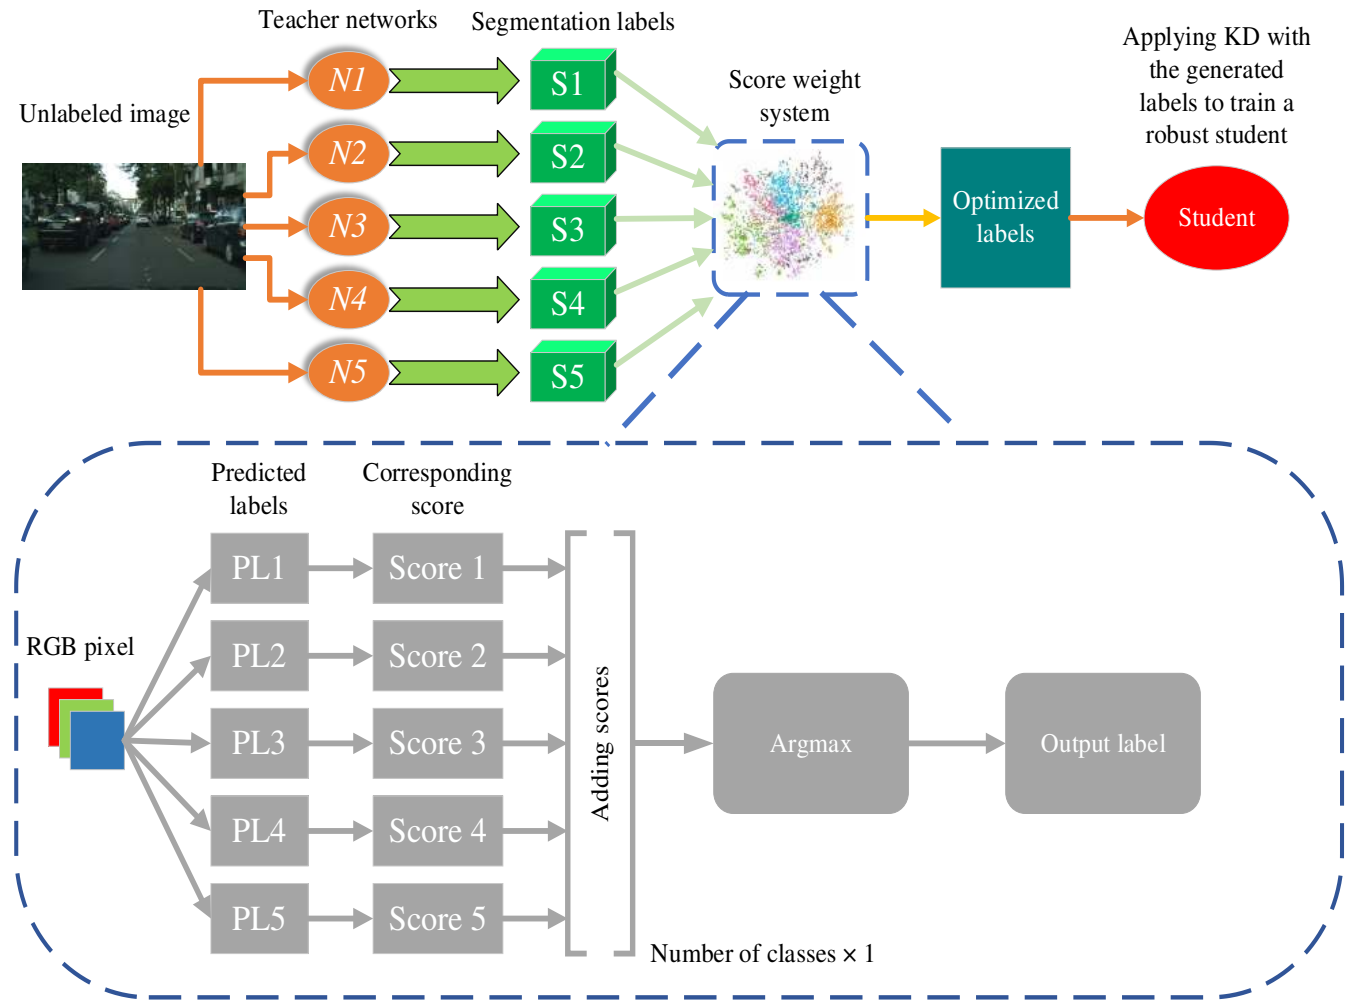 Teacher networks
Segmentation labels
Unlabeled image
N1
N2
N3
N4
N5
S1
S2
S3
S4
S5
Score weight
system
Optimized
labels
Applying KD with
the generated
labels to train a
robust student
Student
Predicted
labels
Corresponding
score
RGB pixel
PL1
Score 1
PL2
Score 2
PL3
Score 3
PL4
Score 4
PL5
Score 5
Adding scores
Number of classes × 1
Argmax
Output label